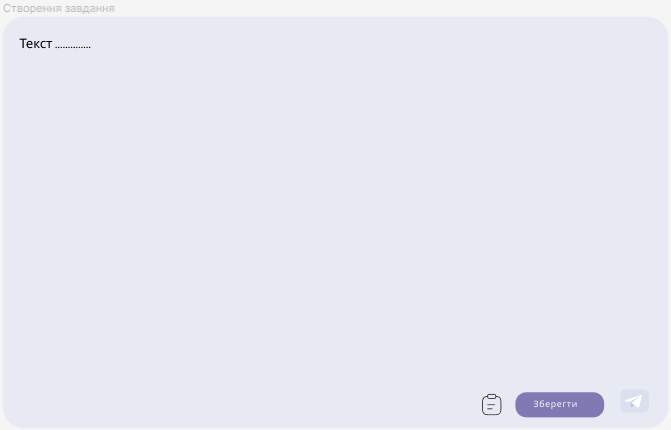 Створення завдання
Текст ..............
Зберегти